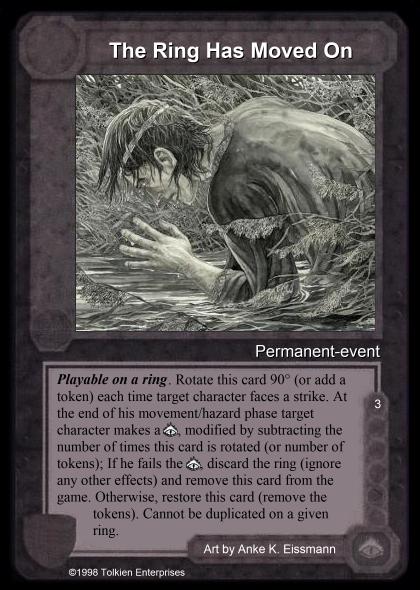 The Ring Has Moved On
Permanent-event
Playable on a ring. Rotate this card 90° (or add a
token) each time target character faces a strike. At
the end of his movement/hazard phase target
character makes a , modified by subtracting the
number of times this card is rotated (or number of
tokens); If he fails the , discard the ring (ignore
any other effects) and remove this card from the
game. Otherwise, restore this card (remove the
tokens). Cannot be duplicated on a given
ring.
3
Art by Anke K. Eissmann
©1998 Tolkien Enterprises